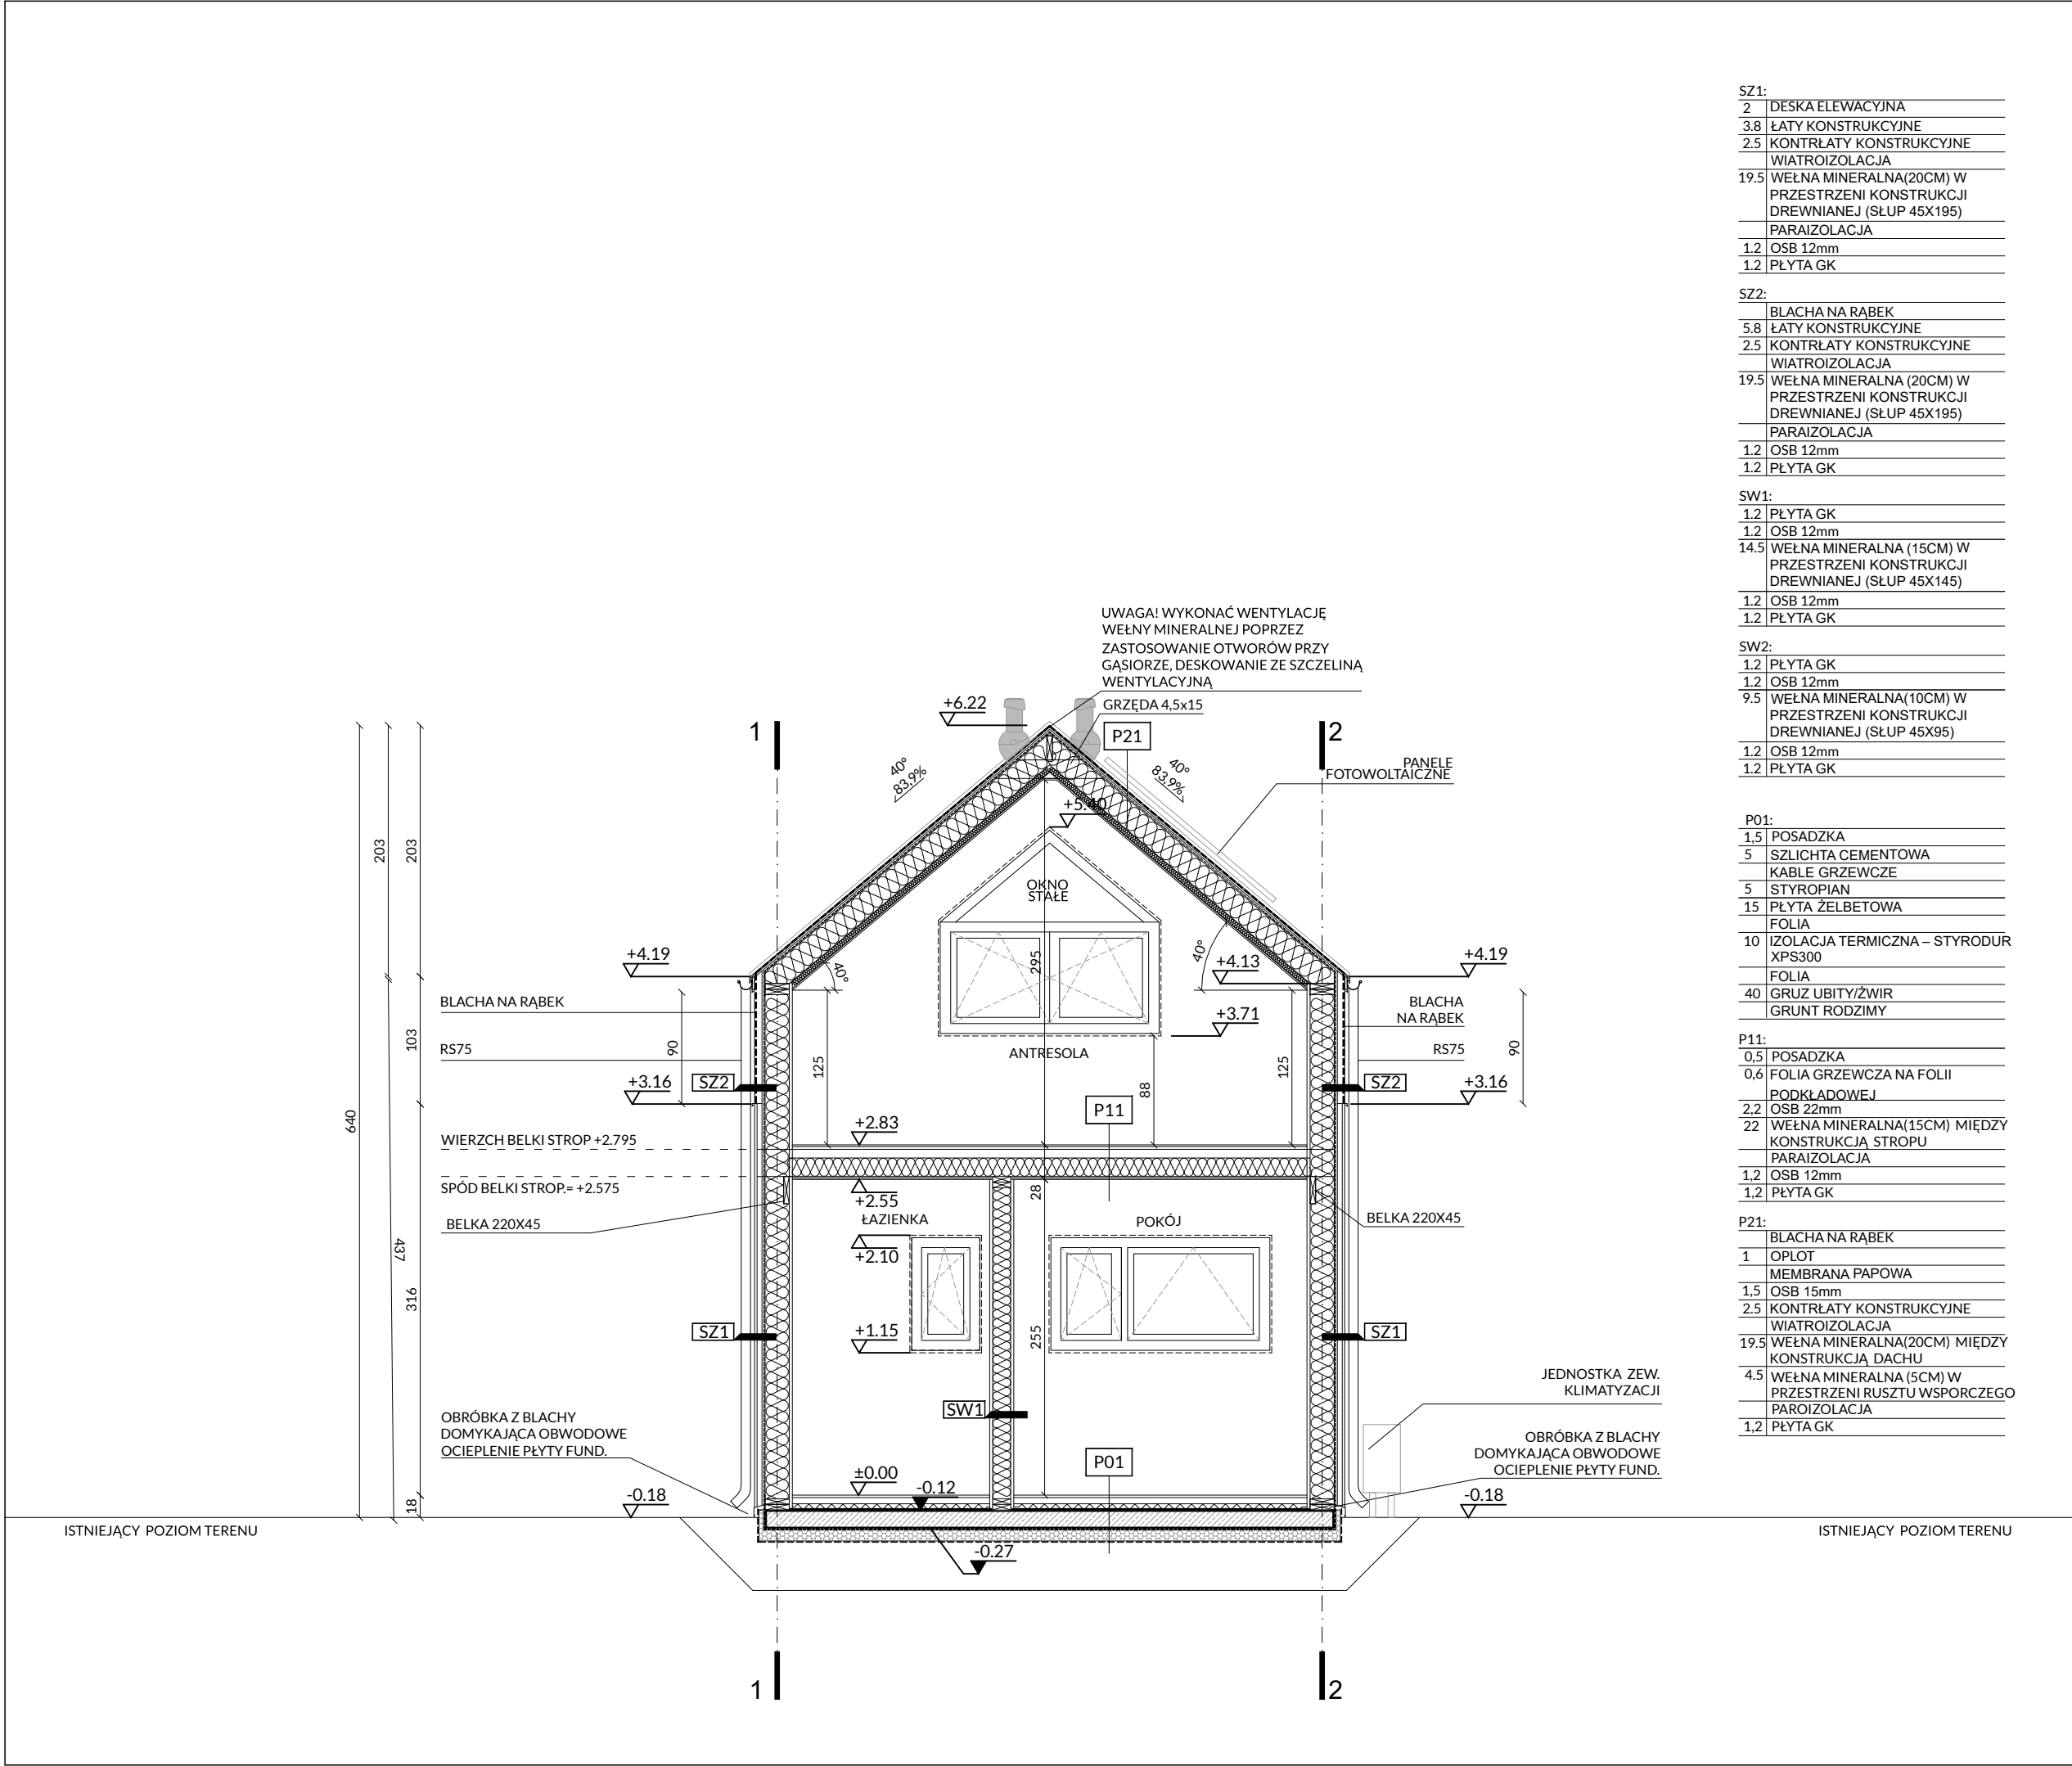 SZ1:
2 DESKA ELEWACYJNA
3.8 ŁATY KONSTRUKCYJNE
2.5 KONTRŁATY KONSTRUKCYJNE
WIATROIZOLACJA
19.5 WEŁNA MINERALNA(20CM) W
PRZESTRZENI KONSTRUKCJI
DREWNIANEJ (SŁUP 45X195)
PARAIZOLACJA
1.2 OSB 12mm
1.2 PŁYTA GK
SZ2:
BLACHA NA RĄBEK
5.8 ŁATY KONSTRUKCYJNE
2.5 KONTRŁATY KONSTRUKCYJNE
WIATROIZOLACJA
19.5 WEŁNA MINERALNA (20CM) W
PRZESTRZENI KONSTRUKCJI
DREWNIANEJ (SŁUP 45X195)
PARAIZOLACJA
1.2 OSB 12mm
1.2 PŁYTA GK
SW1:
1.2 PŁYTA GK
1.2 OSB 12mm
14.5 WEŁNA MINERALNA (15CM) W
PRZESTRZENI KONSTRUKCJI
DREWNIANEJ (SŁUP 45X145)
1.2 OSB 12mm
1.2 PŁYTA GK
SW2:
1.2 PŁYTA GK
1.2 OSB 12mm
9.5 WEŁNA MINERALNA(10CM) W
PRZESTRZENI KONSTRUKCJI
DREWNIANEJ (SŁUP 45X95)
1.2 OSB 12mm
1.2 PŁYTA GK
P01:
1,5 POSADZKA
5 SZLICHTA CEMENTOWA
KABLE GRZEWCZE
5 STYROPIAN
15 PŁYTA ŻELBETOWA
FOLIA
10 IZOLACJA TERMICZNA – STYRODUR
XPS300
FOLIA
40 GRUZ UBITY/ŻWIR
GRUNT RODZIMY
P11:
0,5 POSADZKA
0,6 FOLIA GRZEWCZA NA FOLII
PODKŁADOWEJ
2,2 OSB 22mm
22 WEŁNA MINERALNA(15CM) MIĘDZY
KONSTRUKCJĄ STROPU
PARAIZOLACJA
1,2 OSB 12mm
1,2 PŁYTA GK
P21:
BLACHA NA RĄBEK
1 OPLOT
MEMBRANA PAPOWA
1,5 OSB 15mm
2.5 KONTRŁATY KONSTRUKCYJNE
WIATROIZOLACJA
19.5 WEŁNA MINERALNA(20CM) MIĘDZY
KONSTRUKCJĄ DACHU
4.5 WEŁNA MINERALNA (5CM) W
PRZESTRZENI RUSZTU WSPORCZEGO
PAROIZOLACJA
1,2 PŁYTA GK
UWAGA! WYKONAĆ WENTYLACJĘ
WEŁNY MINERALNEJ POPRZEZ
ZASTOSOWANIE OTWORÓW PRZY
GĄSIORZE, DESKOWANIE ZE SZCZELINĄ
WENTYLACYJNĄ
GRZĘDA 4,5x15
+6.22
1
2
P21
40°
83.9%
40°
83.9%
PANELE
FOTOWOLTAICZNE
+5.40
203
203
OKNO
STAŁE
295
40°
40°
+4.19
+4.13
+4.19
BLACHA NA RĄBEK
BLACHA
NA RĄBEK
+3.71
RS75
RS75
ANTRESOLA
103
90
125
125
90
88
+3.16
SZ2
SZ2
+3.16
P11
640
+2.83
WIERZCH BELKI STROP +2.795
SPÓD BELKI STROP.= +2.575
+2.55
28
ŁAZIENKA
POKÓJ
BELKA 220X45
BELKA 220X45
437
+2.10
316
255
+1.15
SZ1
SZ1
SW1
JEDNOSTKA ZEW.
KLIMATYZACJI
OBRÓBKA Z BLACHY
DOMYKAJĄCA OBWODOWE
OCIEPLENIE PŁYTY FUND.
OBRÓBKA Z BLACHY
DOMYKAJĄCA OBWODOWE
OCIEPLENIE PŁYTY FUND.
P01
±0.00
-0.12
18
-0.18
-0.18
ISTNIEJĄCY POZIOM TERENU
ISTNIEJĄCY POZIOM TERENU
-0.27
1
2